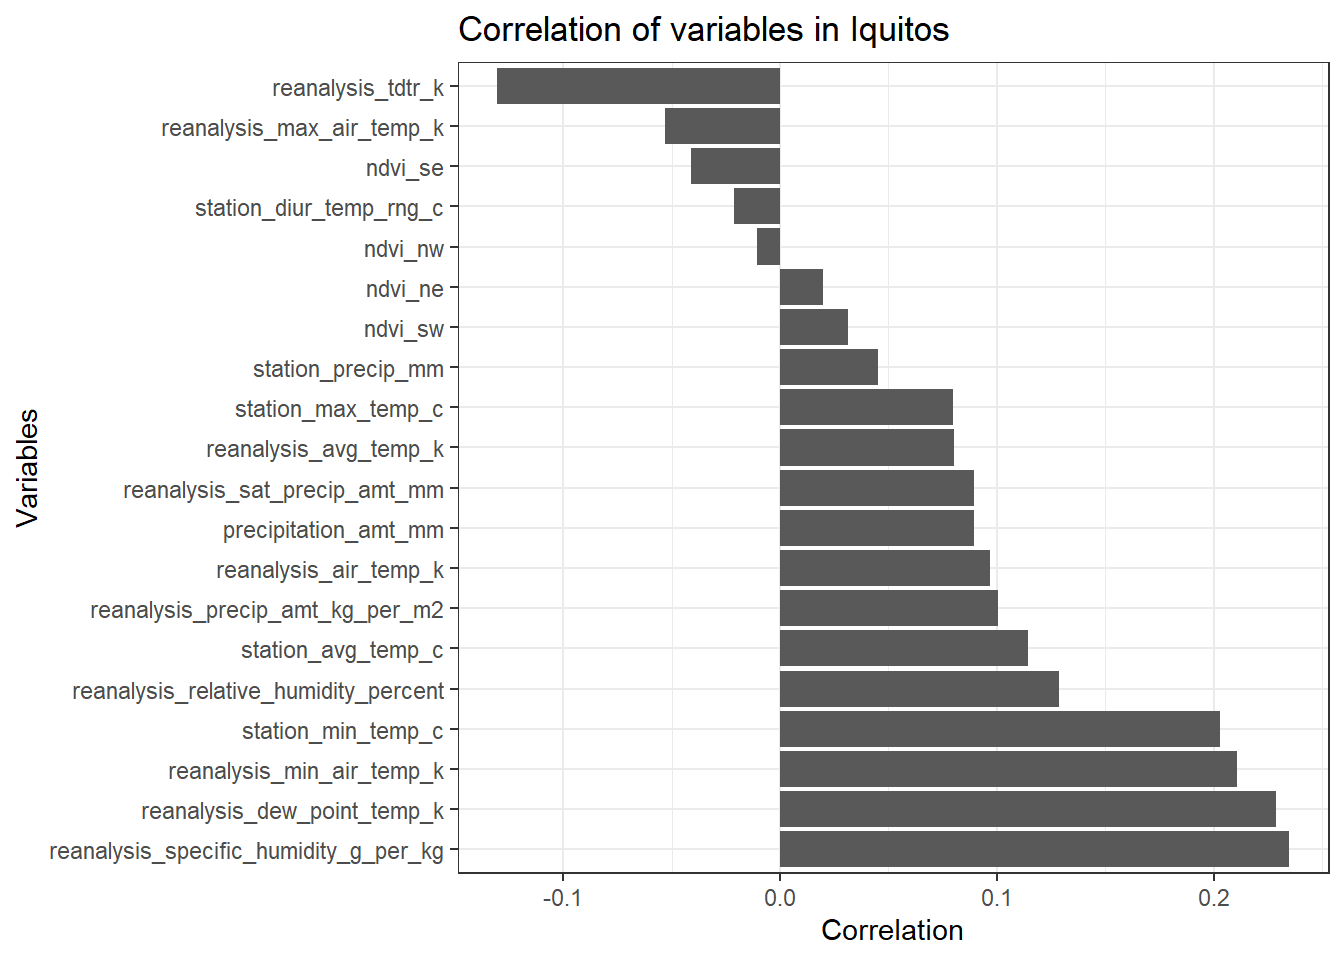 Correlation of variables in Iquitos
Variables
reanalysis_tdtr_k
reanalysis_max_air_temp_k
ndvi_se
station_diur_temp_rng_c
ndvi_nw
ndvi_ne
ndvi_sw
station_precip_mm
station_max_temp_c
reanalysis_avg_temp_k
reanalysis_sat_precip_amt_mm
precipitation_amt_mm
reanalysis_air_temp_k
reanalysis_precip_amt_kg_per_m2
station_avg_temp_c
reanalysis_relative_humidity_percent
station_min_temp_c
reanalysis_min_air_temp_k
reanalysis_dew_point_temp_k
reanalysis_specific_humidity_g_per_kg
-0.1 0.0 0.1 0.2
Correlation